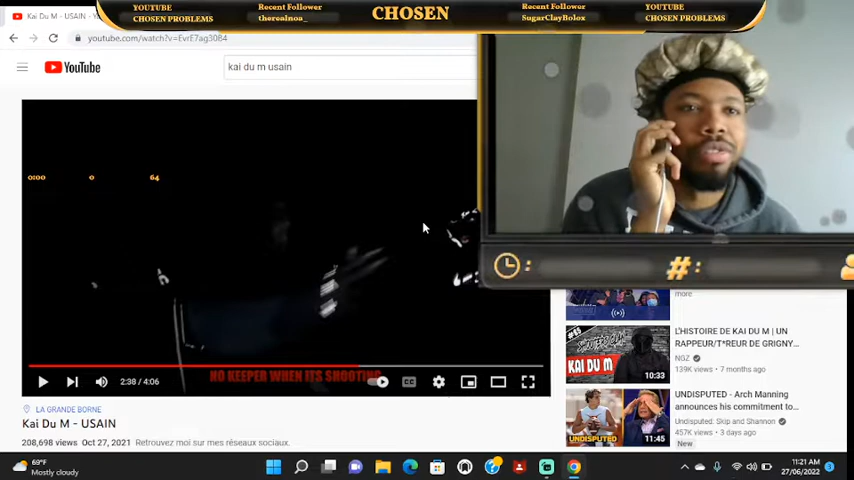 YOUTUBE
CHOSEN PROBLEMS
Recent Follower
therealnos_
CHOSEN
Recent Follower
SugarClayBolox
YOUTUBE
CHOSEN PROBLEMS
Kai Du M - USAIN - Yo
youtube.com/watch?v=EvrE7ag3084
YouTube
kai du m usain
0:00 0 64
NO KEEPER WHEN ITS SHOOTING
2:38 / 4:06
CC
LA GRANDE BORNE
Kai Du M - USAIN
208,698 views Oct 27, 2021 Retrouvez moi sur mes réseaux sociaux.
more
KAI DU M
10:33
L'HISTOIRE DE KAI DU M | UN
RAPPEUR/T*REUR DE GRIGNY...
NGZ
139K views • 7 months ago
UNDISPUTED
11:45
UNDISPUTED - Arch Manning
announces his commitment to...
Undisputed: Skip and Shannon
457K views • 3 days ago
New
: #:
69°F
Mostly cloudy
11:21 AM
27/06/2022